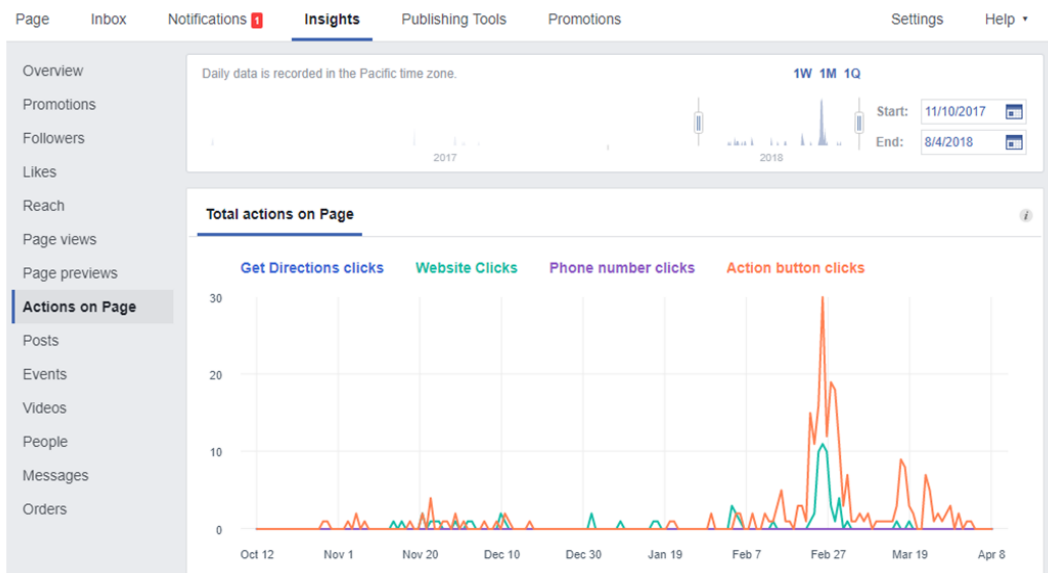 Page Inbox Notifications 1 Insights Publishing Tools Promotions Settings Help
Overview
Promotions
Followers
Likes
Reach
Page views
Page previews
Actions on Page
Posts
Events
Videos
People
Messages
Orders
Daily data is recorded in the Pacific time zone.
1W 1M 1Q
Start: 11/10/2017
End: 8/4/2018
2017 2018
Total actions on Page
i
Get Directions clicks Website Clicks Phone number clicks Action button clicks
30
20
10
0
Oct 12 Nov 1 Nov 20 Dec 10 Dec 30 Jan 19 Feb 7 Feb 27 Mar 19 Apr 8